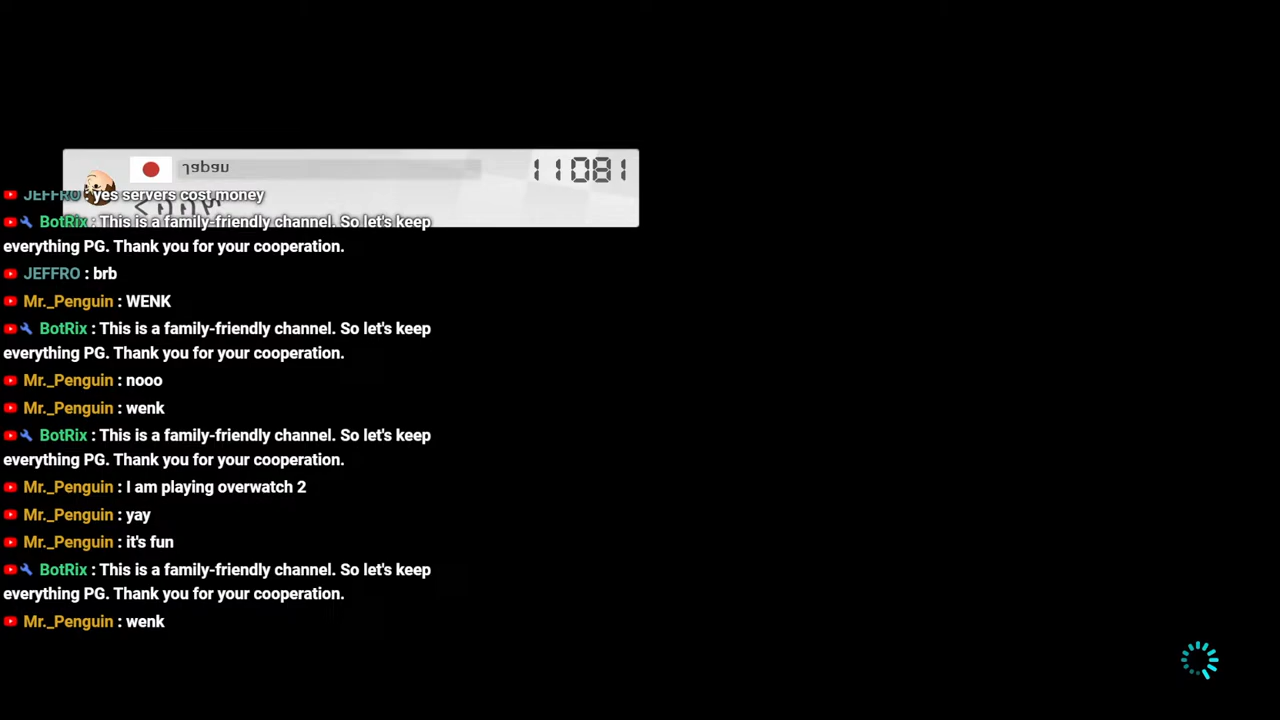 Japan
11081
JEFFRO : yes servers cost money
BotRix : This is a family-friendly channel. So let's keep
everything PG. Thank you for your cooperation.
JEFFRO : brb
Mr._Penguin : WENK
BotRix : This is a family-friendly channel. So let's keep
everything PG. Thank you for your cooperation.
Mr._Penguin : nooo
Mr._Penguin : wenk
BotRix : This is a family-friendly channel. So let's keep
everything PG. Thank you for your cooperation.
Mr._Penguin : I am playing overwatch 2
Mr._Penguin : yay
Mr._Penguin : it's fun
BotRix : This is a family-friendly channel. So let's keep
everything PG. Thank you for your cooperation.
Mr._Penguin : wenk